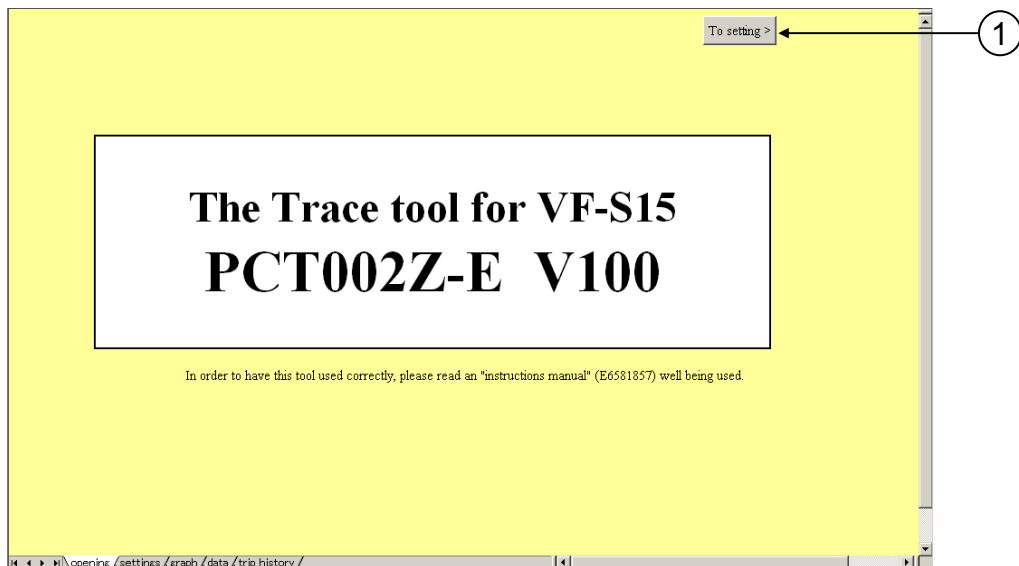 To setting >
1
The Trace tool for VF-S15
PCT002Z-E V100
In order to have this tool used correctly, please read an "instructions manual" (E6581857) well being used.
opening / settings / graph / data / trip history /